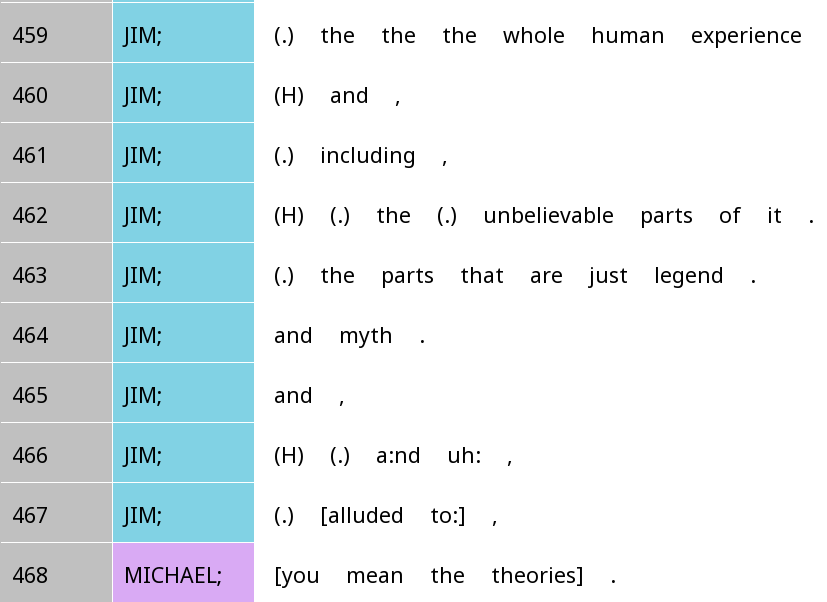 459 JIM; (.) the the the whole human experience
460 JIM; (H) and ,
461 JIM; (.) including ,
462 JIM; (H) (.) the (.) unbelievable parts of it .
463 JIM; (.) the parts that are just legend .
464 JIM; and myth .
465 JIM; and ,
466 JIM; (H) (.) a:nd uh: ,
467 JIM; (.) [alluded to:] ,
468 MICHAEL; [you mean the theories] .